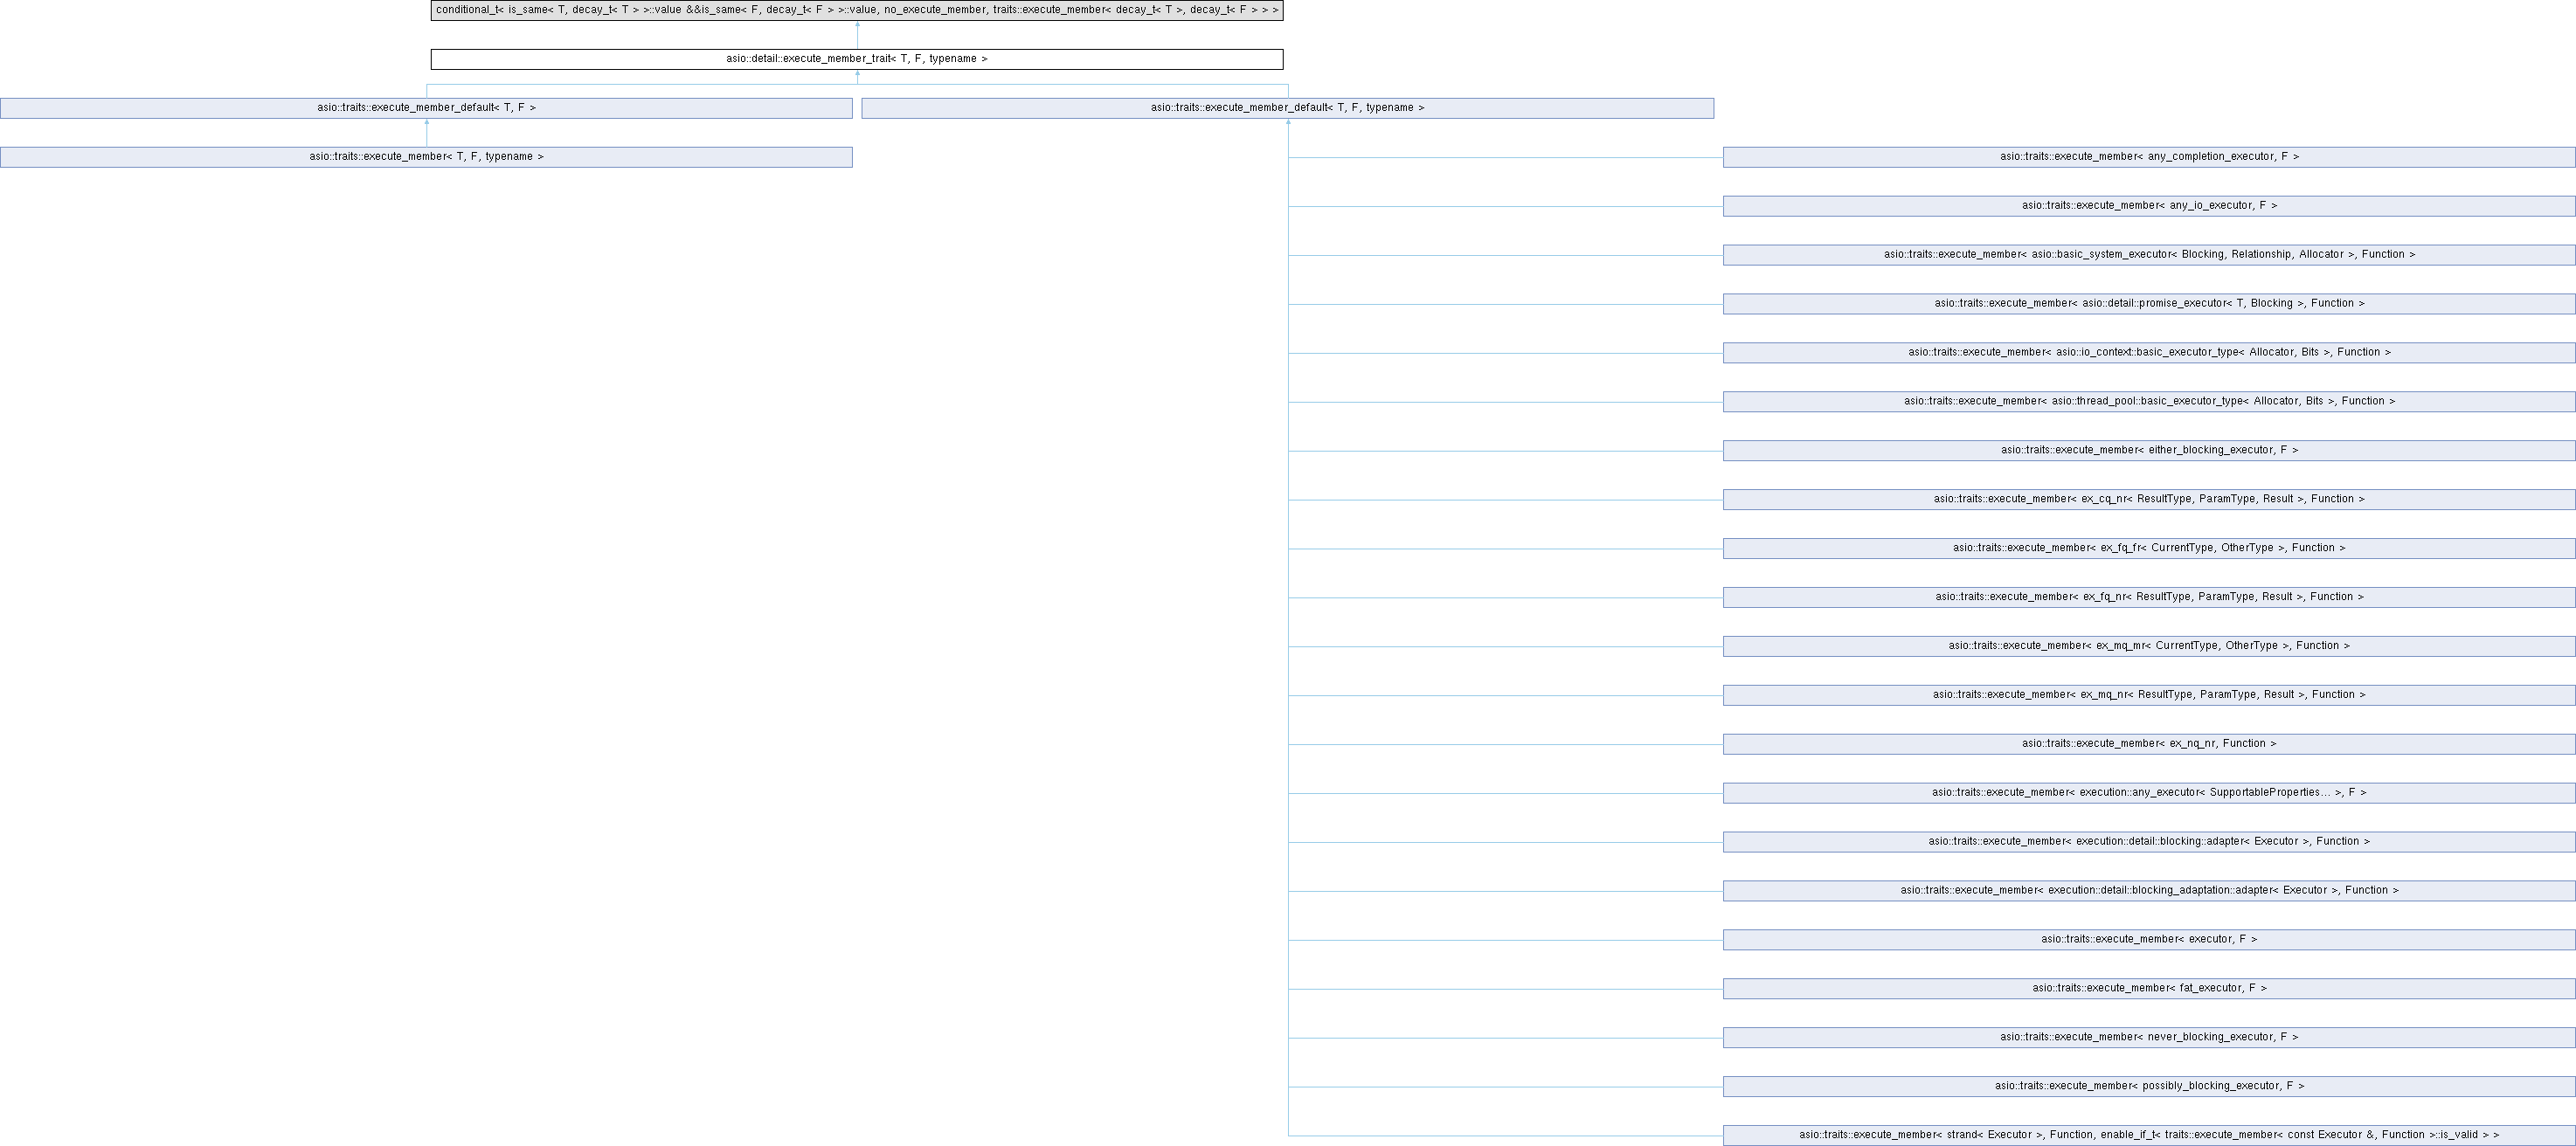 conditional_t< is_same< T, decay_t< T > >::value &&is_same< F, decay_t< F > >::value, no_execute_member, traits::execute_member< decay_t< T >, decay_t< F > > >
asio::detail::execute_member_trait< T, F, typename >
asio::traits::execute_member_default< T, F >
asio::traits::execute_member_default< T, F, typename >
asio::traits::execute_member< T, F, typename >
asio::traits::execute_member< any_completion_executor, F >
asio::traits::execute_member< any_io_executor, F >
asio::traits::execute_member< asio::basic_system_executor< Blocking, Relationship, Allocator >, Function >
asio::traits::execute_member< asio::detail::promise_executor< T, Blocking >, Function >
asio::traits::execute_member< asio::io_context::basic_executor_type< Allocator, Bits >, Function >
asio::traits::execute_member< asio::thread_pool::basic_executor_type< Allocator, Bits >, Function >
asio::traits::execute_member< either_blocking_executor, F >
asio::traits::execute_member< ex_cq_nr< ResultType, ParamType, Result >, Function >
asio::traits::execute_member< ex_fq_fr< CurrentType, OtherType >, Function >
asio::traits::execute_member< ex_fq_nr< ResultType, ParamType, Result >, Function >
asio::traits::execute_member< ex_mq_mr< CurrentType, OtherType >, Function >
asio::traits::execute_member< ex_mq_nr< ResultType, ParamType, Result >, Function >
asio::traits::execute_member< ex_nq_nr, Function >
asio::traits::execute_member< execution::any_executor< SupportableProperties... >, F >
asio::traits::execute_member< execution::detail::blocking::adapter< Executor >, Function >
asio::traits::execute_member< execution::detail::blocking_adaptation::adapter< Executor >, Function >
asio::traits::execute_member< executor, F >
asio::traits::execute_member< fat_executor, F >
asio::traits::execute_member< never_blocking_executor, F >
asio::traits::execute_member< possibly_blocking_executor, F >
asio::traits::execute_member< strand< Executor >, Function, enable_if_t< traits::execute_member< const Executor &, Function >::is_valid > >